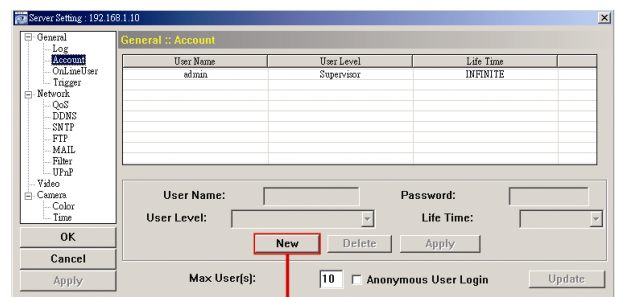 Server Setting : 192.168.1.10
General
Log
Account
OnLineUser
Trigger
Network
QoS
DDNS
SNTP
FTP
MAIL
Filter
UPnP
Video
Camera
Color
Time
OK
Cancel
Apply
General :: Account
User Name User Level Life Time
admin Supervisor INFINITE
User Name: Password:
User Level: Life Time:
New Delete Apply
Max User(s): 10 Anonymous User Login Update